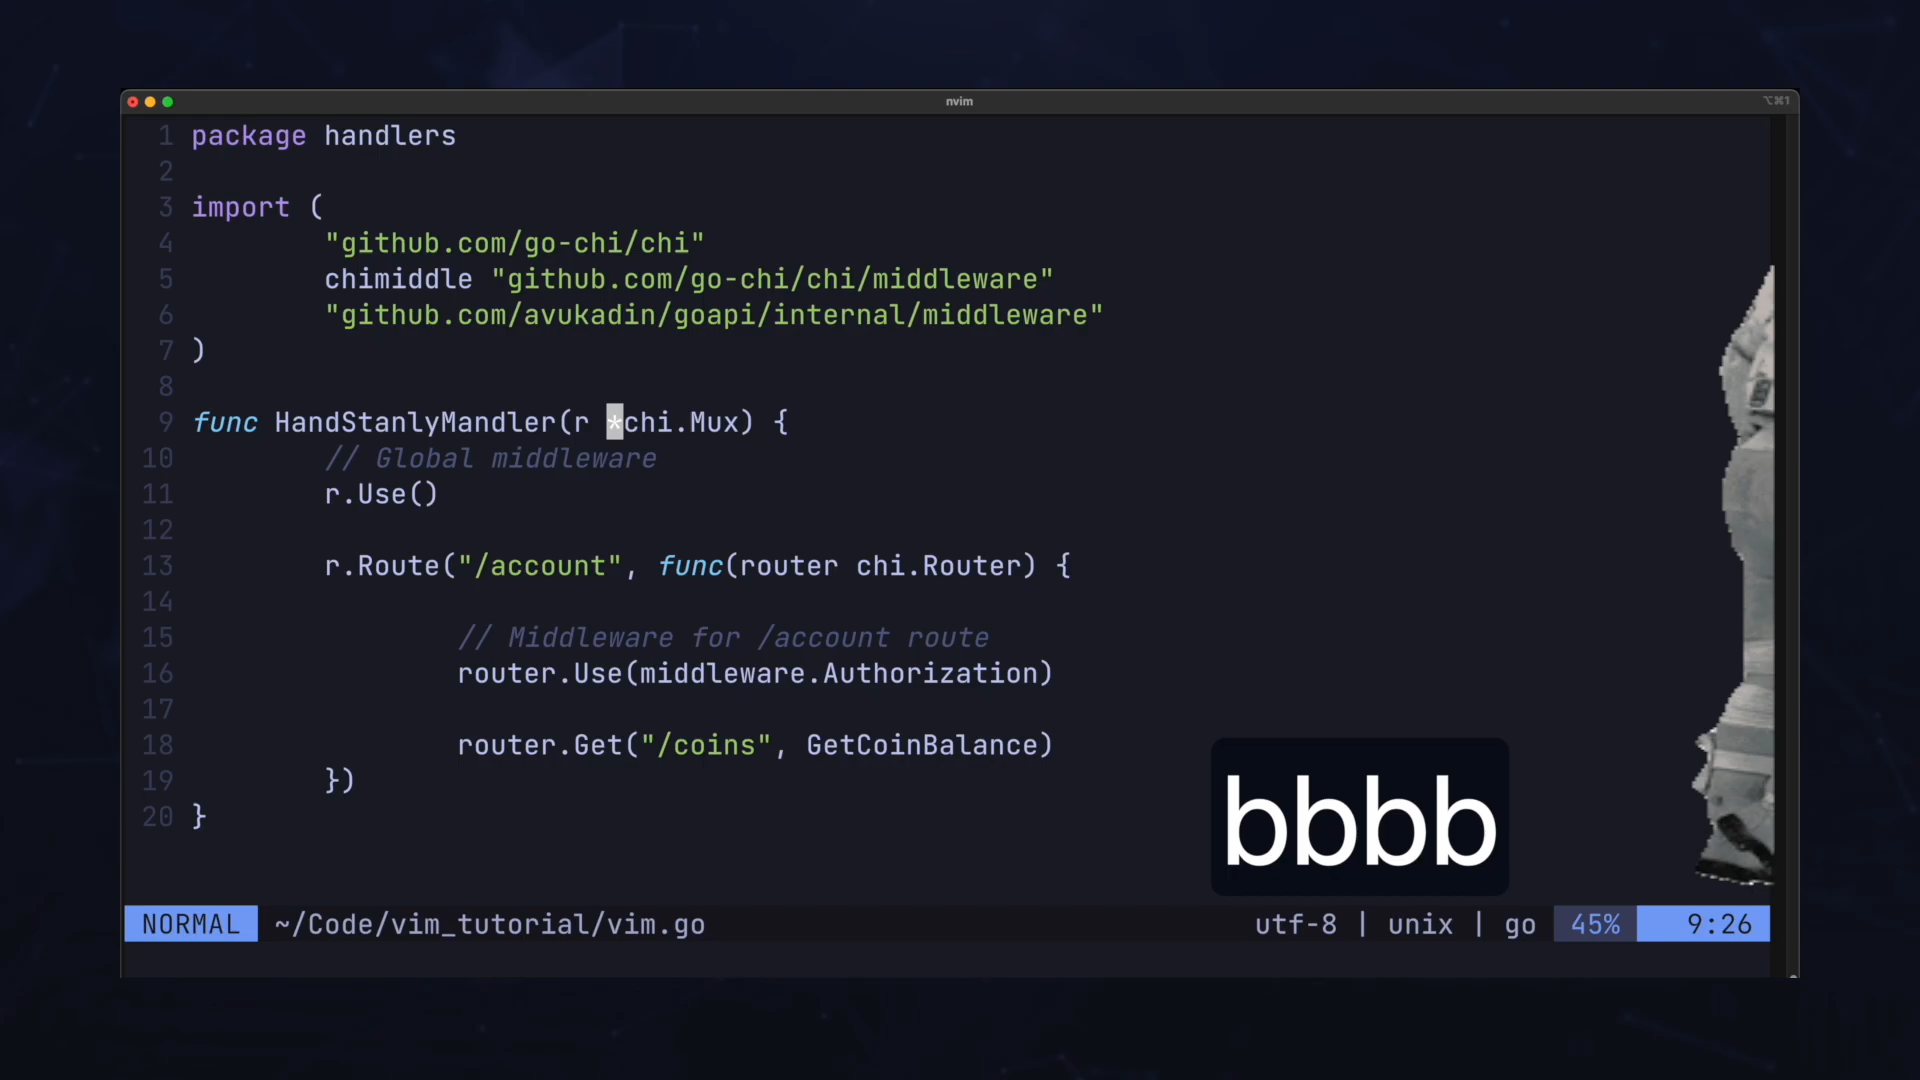 nvim
⌥⌘1
1 package handlers
2
3 import (
4 "github.com/go-chi/chi"
5 chimiddle "github.com/go-chi/chi/middleware"
6 "github.com/avukadin/goapi/internal/middleware"
7 )
8
9 func HandStanlyMandler(r *chi.Mux) {
10 // Global middleware
11 r.Use()
12
13 r.Route("/account", func(router chi.Router) {
14
15 // Middleware for /account route
16 router.Use(middleware.Authorization)
17
18 router.Get("/coins", GetCoinBalance)
19 })
20 }
bbbb
NORMAL ~/Code/vim_tutorial/vim.go utf-8 | unix | go 45% 9:26